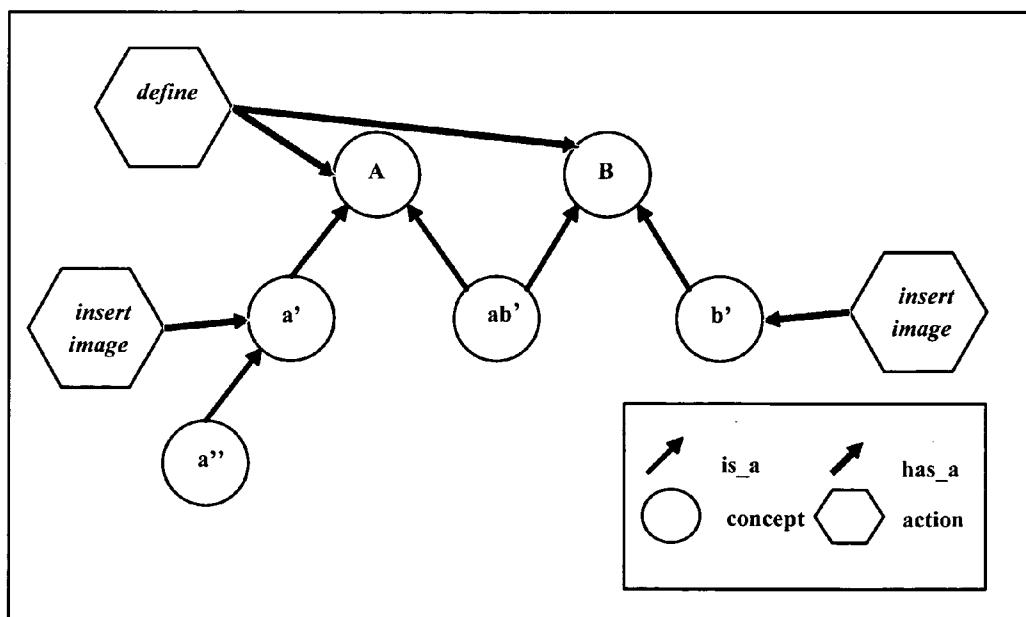 define
A
B
insert
image
a'
ab'
b'
insert
image
a''
is_a
has_a
concept
action